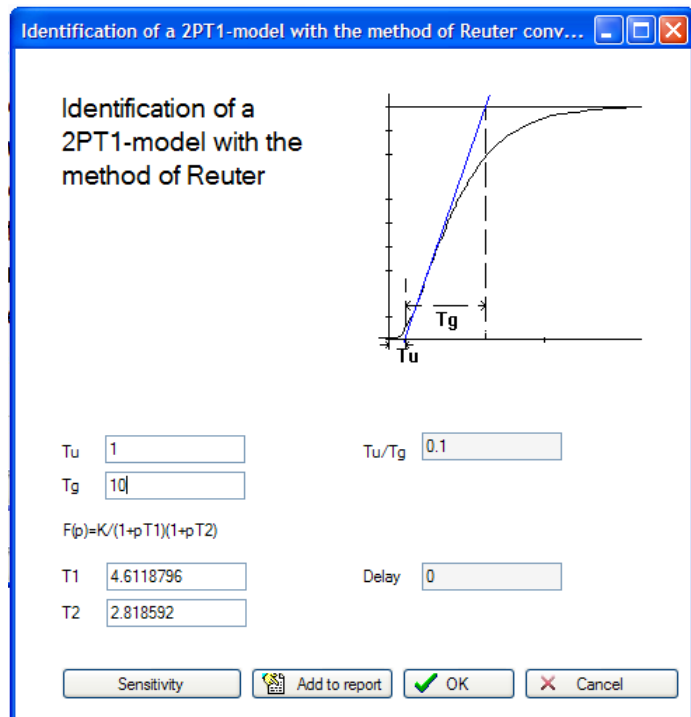 Identification of a 2PT1-model with the method of Reuter conv...
Identification of a
2PT1-model with the
method of Reuter
Tg
Tu
Tu 1
Tu/Tg 0.1
Tg 10
F(p)=K/(1+pT1)(1+pT2)
T1 4.6118796
Delay 0
T2 2.818592
Sensitivity
Add to report
OK
Cancel